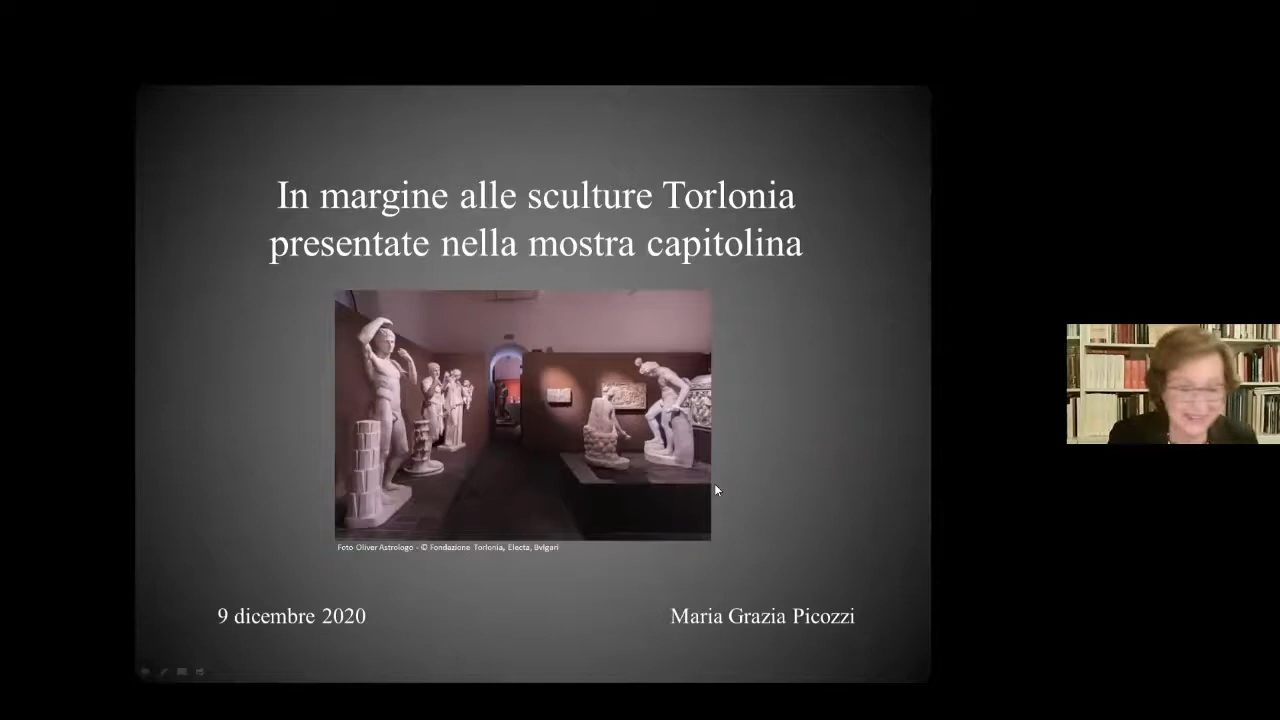 In margine alle sculture Torlonia
presentate nella mostra capitolina
Foto Oliver Astrologo - © Fondazione Torlonia, Electa, Bvlgari
9 dicembre 2020
Maria Grazia Picozzi